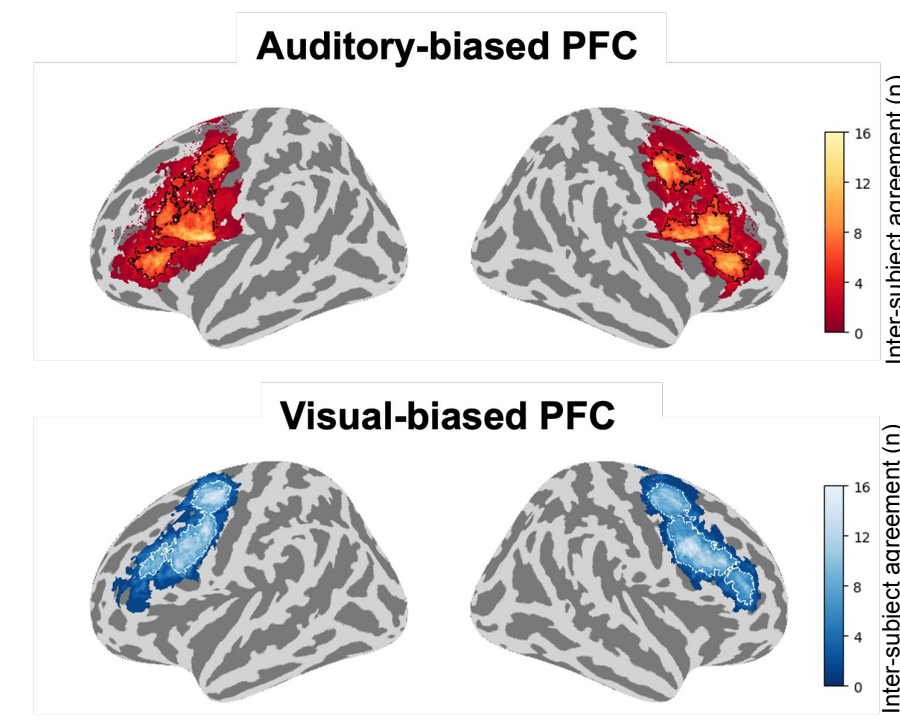 Auditory-biased PFC
16
12
8
4
0
Inter-subject agreement (n)
Visual-biased PFC
16
12
8
4
0
Inter-subject agreement (n)